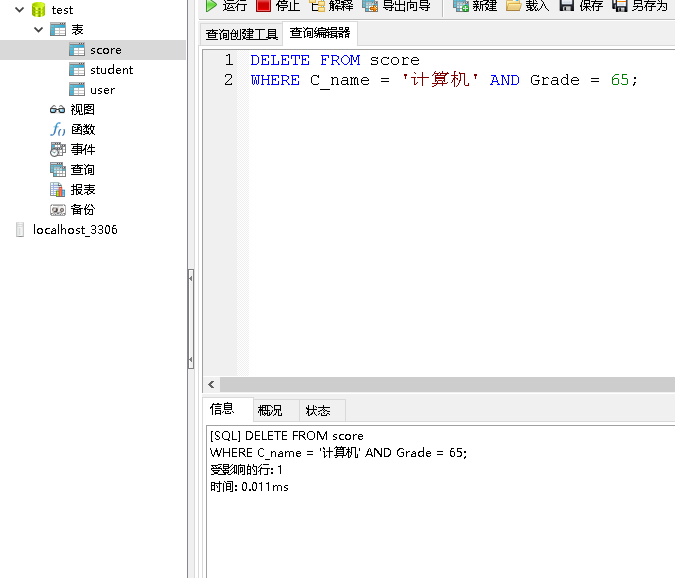 test
表
score
student
user
视图
函数
事件
查询
报表
备份
localhost_3306
运行 停止 解释 导出向导 新建 载入 保存 另存为
查询创建工具 查询编辑器
1 DELETE FROM score
2 WHERE C_name = '计算机' AND Grade = 65;
信息 概况 状态
[SQL] DELETE FROM score
WHERE C_name = '计算机' AND Grade = 65;
受影响的行: 1
时间: 0.011ms